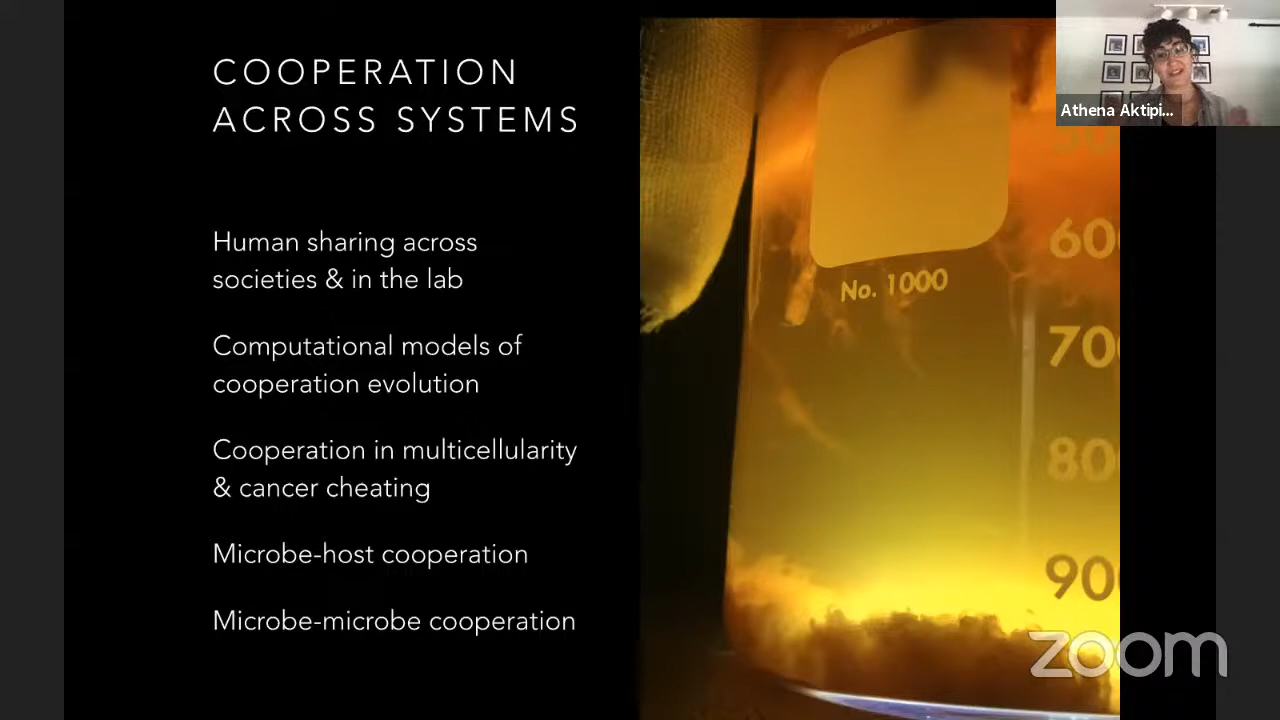 COOPERATION
ACROSS SYSTEMS
Human sharing across
societies & in the lab
Computational models of
cooperation evolution
Cooperation in multicellularity
& cancer cheating
Microbe-host cooperation
Microbe-microbe cooperation
No. 1000
600
700
800
900
Athena Aktipi...
zoom